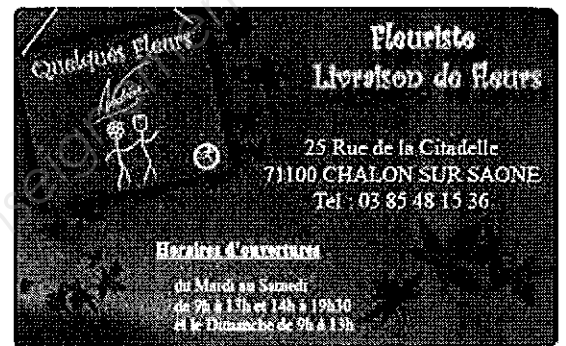 Quelques Fleurs
Fleuriste
Livraison de fleurs
25 Rue de la Citadelle
71100 CHALON SUR SAONE
Tel : 03 85 48 15 36
Horaires d'ouvertures
du Mardi au Samedi
de 9h à 13h et 14h à 19h30
et le Dimanche de 9h à 13h